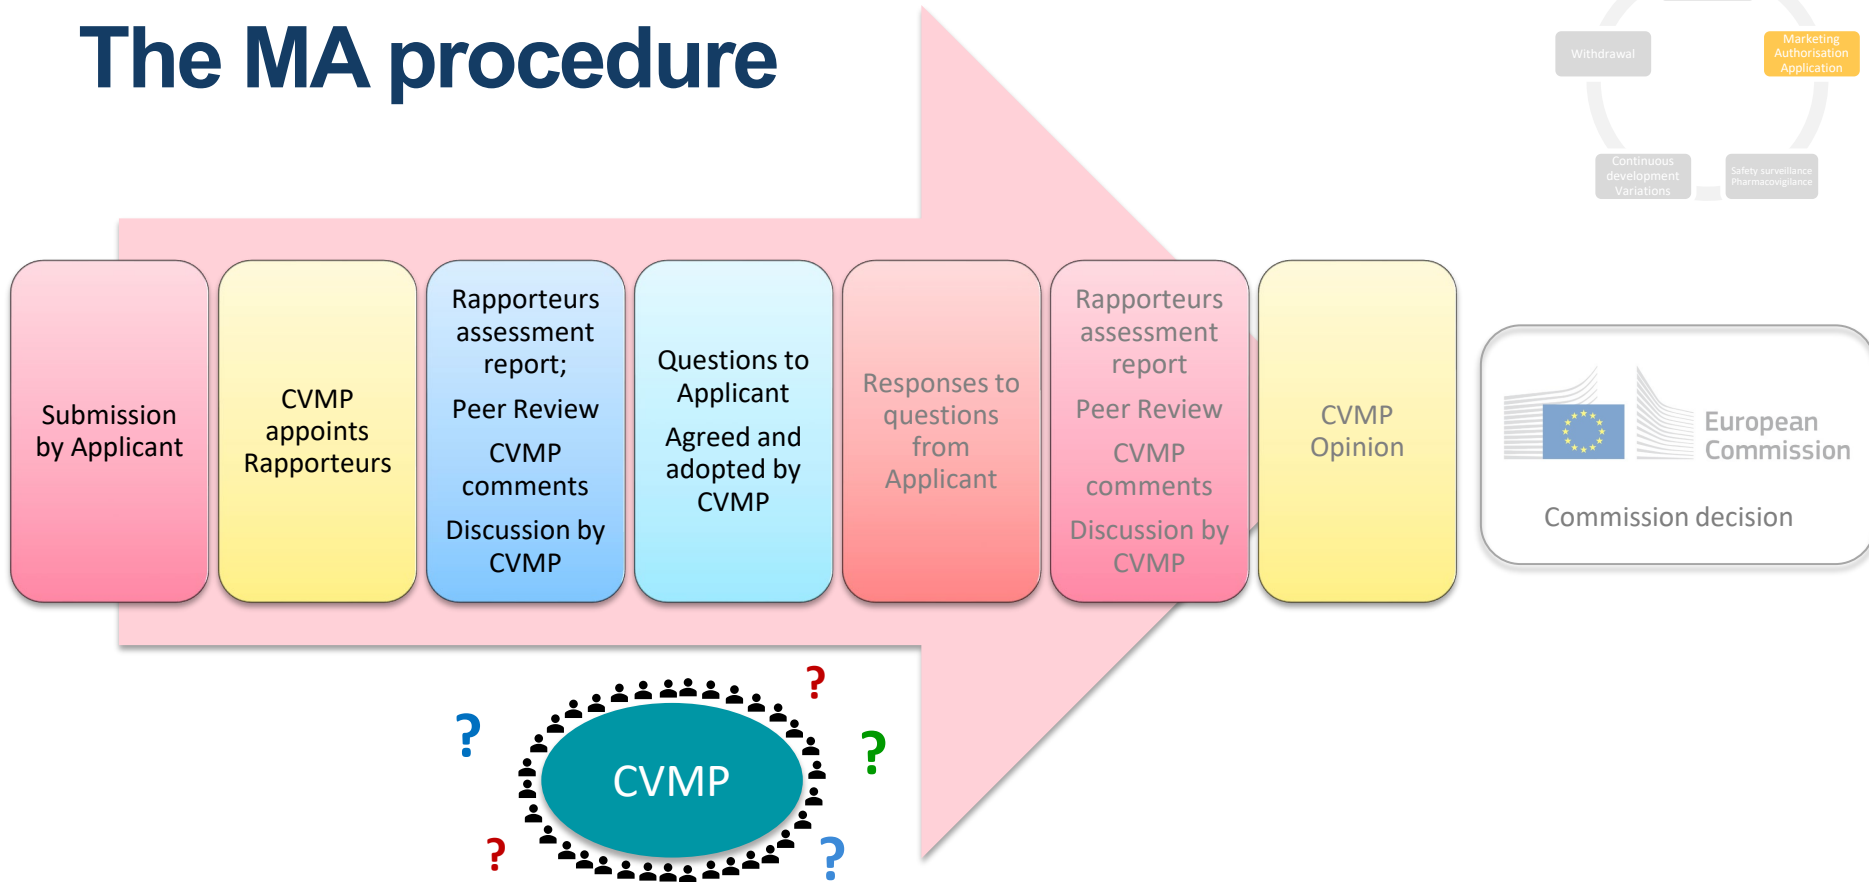 The MA procedure
Withdrawal
Marketing
Authorisation
Application
Continuous
development
Variations
Safety surveillance
Pharmacovigilance
Submission
by Applicant
CVMP
appoints
Rapporteurs
Rapporteurs
assessment
report;
Peer Review
CVMP
comments
Discussion by
CVMP
Questions to
Applicant
Agreed and
adopted by
CVMP
Responses to
questions
from
Applicant
Rapporteurs
assessment
report
Peer Review
CVMP
comments
Discussion by
CVMP
CVMP
Opinion
European
Commission
Commission decision
?
?
?
CVMP
?
?